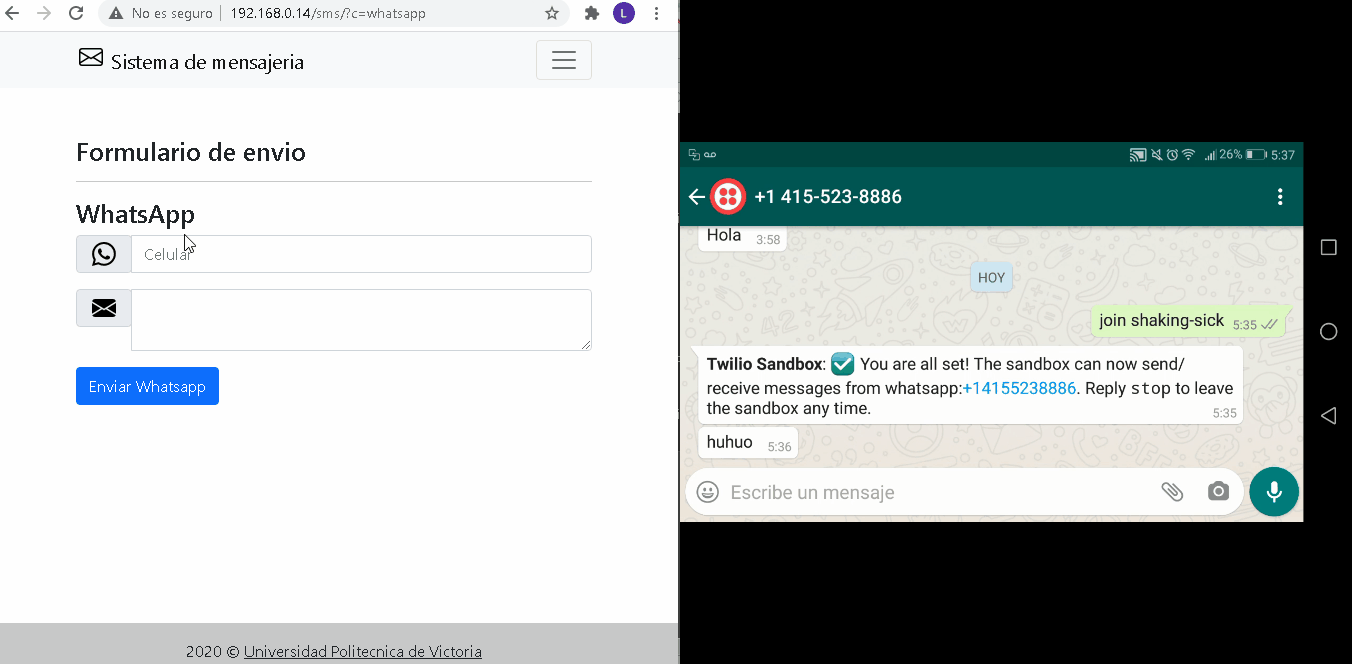 No es seguro
192.168.0.14/sms/?c=whatsapp
L
Sistema de mensajeria
Formulario de envio
WhatsApp
Celular
Enviar Whatsapp
2020 © Universidad Politecnica de Victoria
26% 5:37
+1 415-523-8886
Hola 3:58
HOY
join shaking-sick 5:35
Twilio Sandbox: ✅ You are all set! The sandbox can now send/
receive messages from whatsapp:+14155238886. Reply stop to leave
the sandbox any time. 5:35
huhuo 5:36
Escribe un mensaje